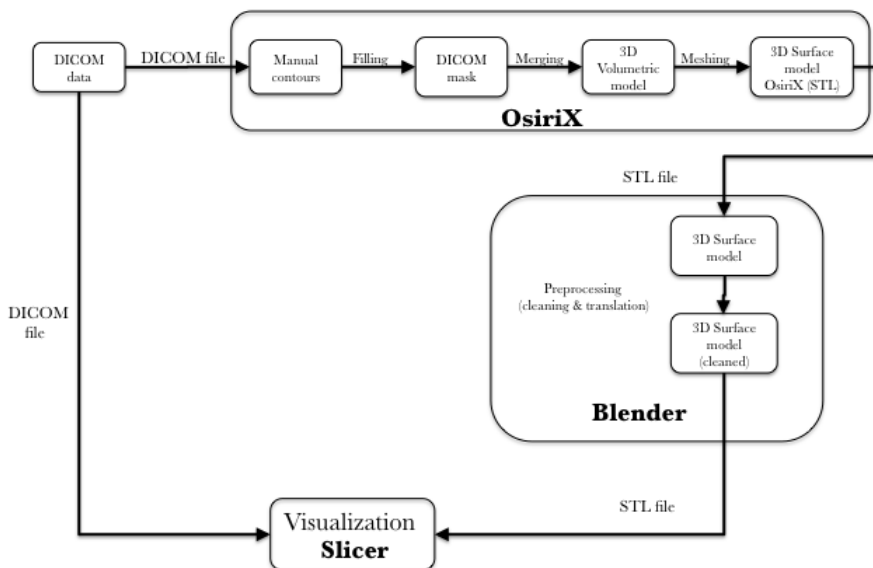 DICOM
data
DICOM file
Manual
contours
Filling
DICOM
mask
Merging
3D
Volumetric
model
Meshing
3D Surface
model
OsiriX (STL)
OsiriX
STL file
3D Surface
model
Preprocessing
(cleaning & translation)
3D Surface
model
(cleaned)
Blender
DICOM
file
STL file
Visualization
Slicer